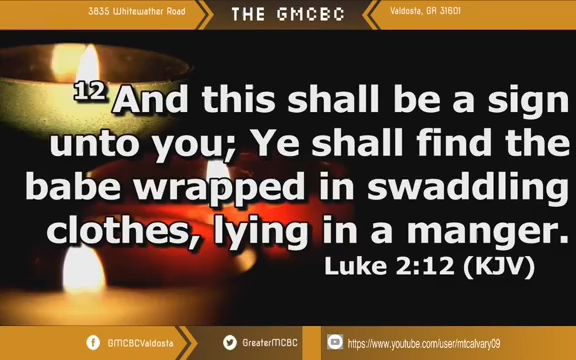 3835 Whitewather Road
THE GMCBC
Valdosta, GA 31601
12 And this shall be a sign
unto you; Ye shall find the
babe wrapped in swaddling
clothes, lying in a manger.
Luke 2:12 (KJV)
GMCBCValdosta
GreaterMCBC
https://www.youtube.com/user/mtcalvary09